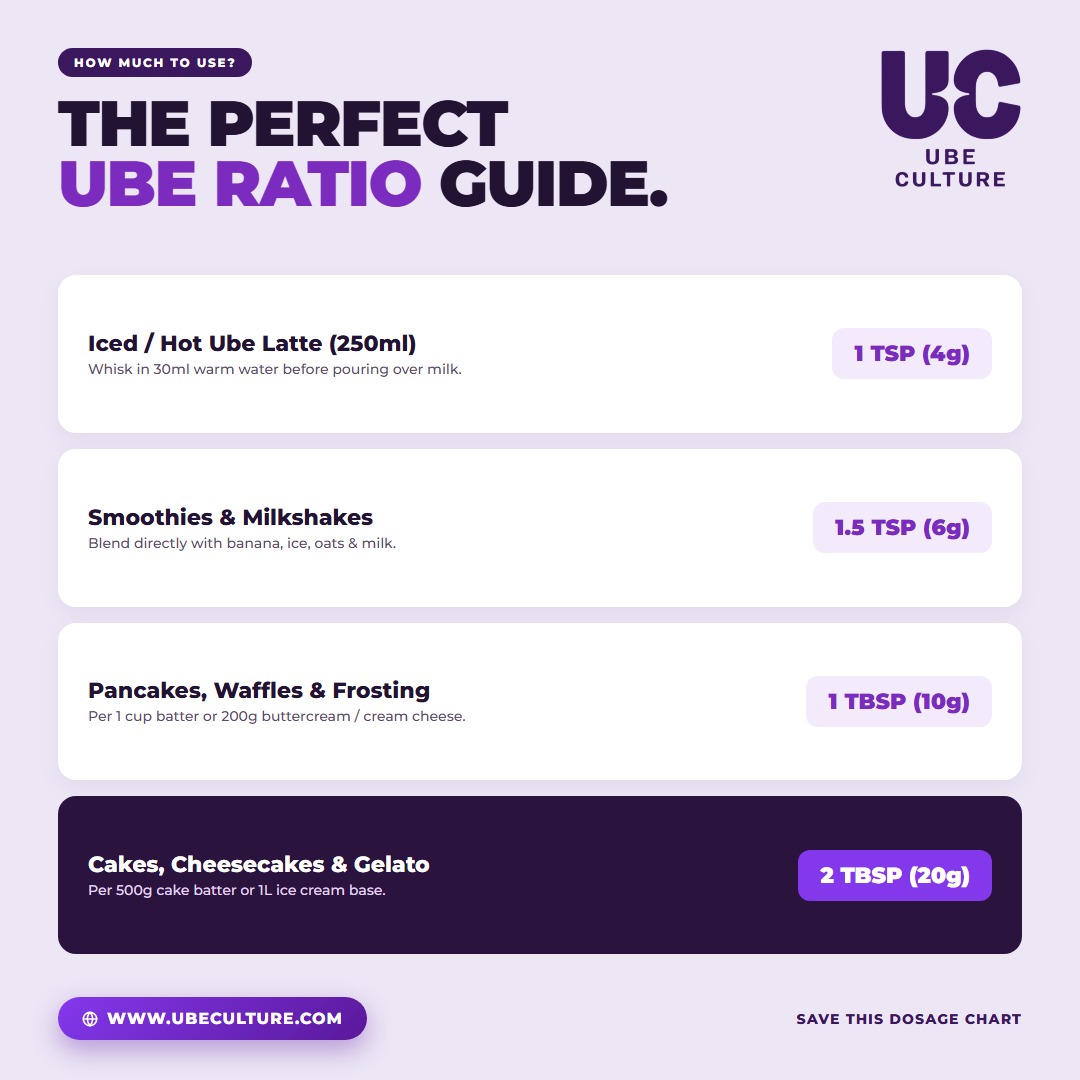 HOW MUCH TO USE?
THE PERFECT
UBE RATIO GUIDE.
UC
UBE
CULTURE
Iced / Hot Ube Latte (250ml)
Whisk in 30ml warm water before pouring over milk.
1 TSP (4g)
Smoothies & Milkshakes
Blend directly with banana, ice, oats & milk.
1.5 TSP (6g)
Pancakes, Waffles & Frosting
Per 1 cup batter or 200g buttercream / cream cheese.
1 TBSP (10g)
Cakes, Cheesecakes & Gelato
Per 500g cake batter or 1L ice cream base.
2 TBSP (20g)
WWW.UBECULTURE.COM
SAVE THIS DOSAGE CHART